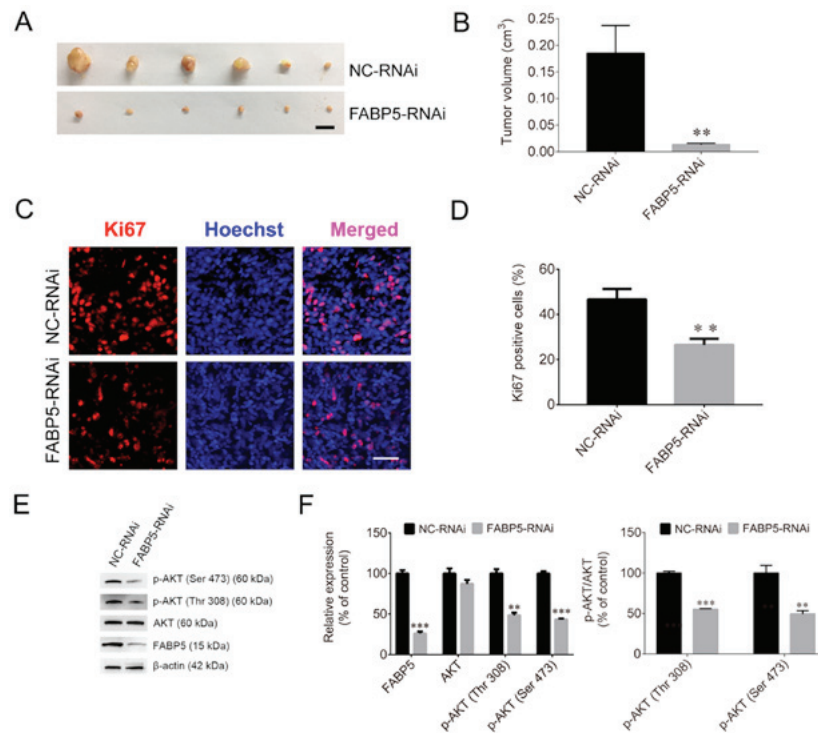 A
NC-RNAi
FABP5-RNAi
B
Tumor volume (cm³)
0.25
0.20
0.15
0.10
0.05
0.00
**
NC-RNAi
FABP5-RNAi
C
Ki67
Hoechst
Merged
NC-RNAi
FABP5-RNAi
D
Ki67 positive cells (%)
60
40
20
0
**
NC-RNAi
FABP5-RNAi
E
NC-RNAi
FABP5-RNAi
p-AKT (Ser 473) (60 kDa)
p-AKT (Thr 308) (60 kDa)
AKT (60 kDa)
FABP5 (15 kDa)
β-actin (42 kDa)
F
NC-RNAi
FABP5-RNAi
Relative expression
(% of control)
150
100
50
0
***
**
***
FABP5
AKT
p-AKT (Thr 308)
p-AKT (Ser 473)
NC-RNAi
FABP5-RNAi
p-AKT/AKT
(% of control)
150
100
50
0
***
**
p-AKT (Thr 308)
p-AKT (Ser 473)